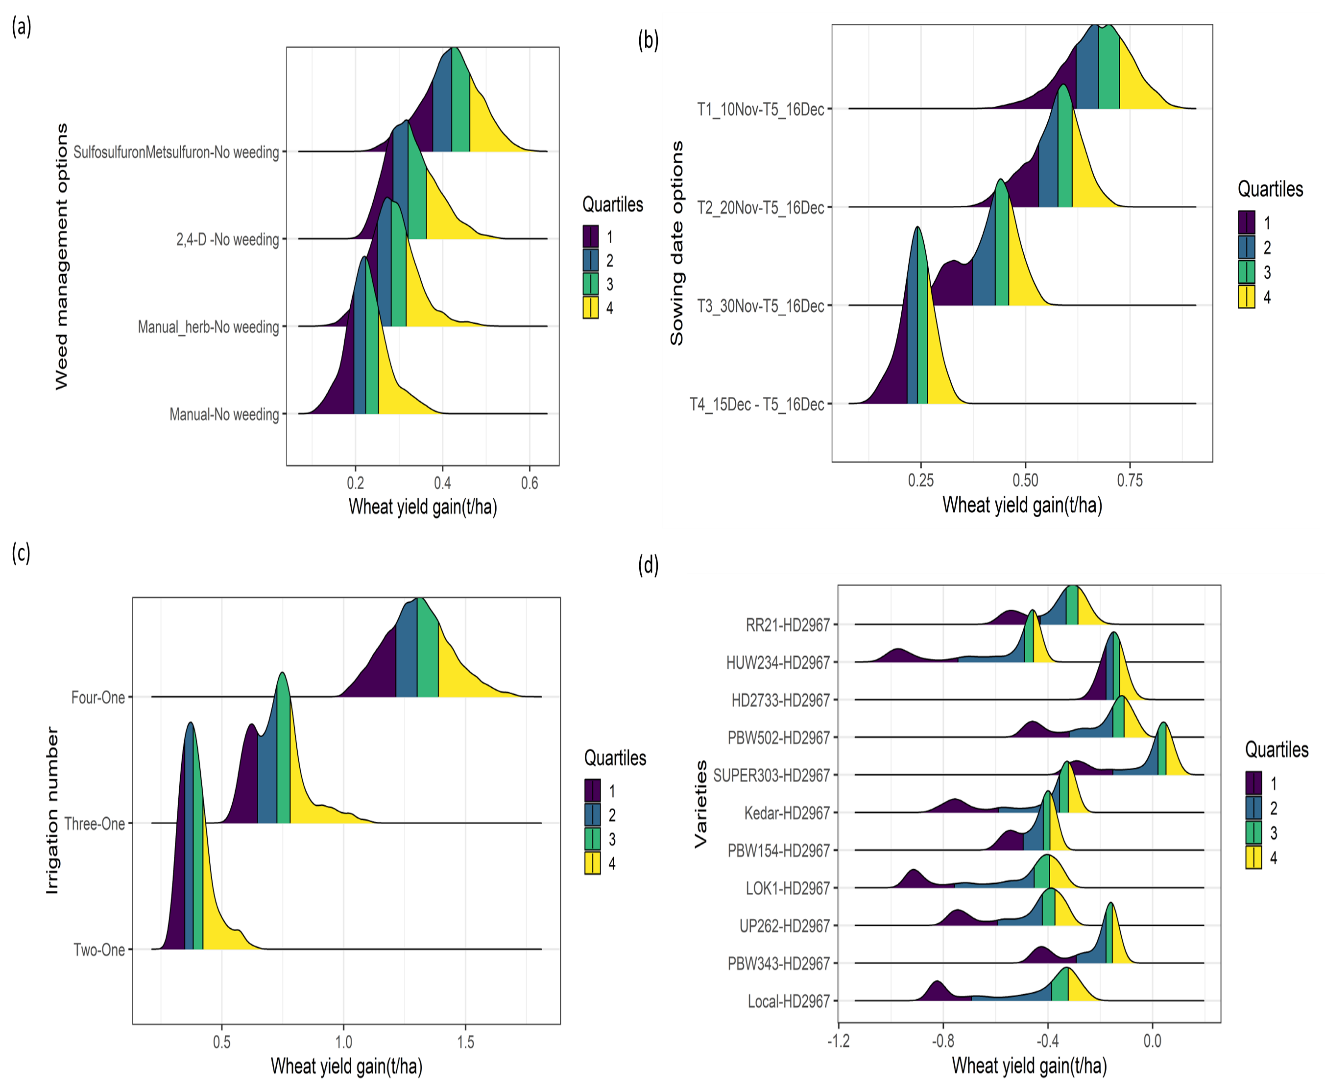 (a)
Weed management options
SulfosulfuronMetsulfuron-No weeding
2,4-D -No weeding
Manual_herb-No weeding
Manual-No weeding
0.2 0.4 0.6
Wheat yield gain(t/ha)
Quartiles
1
2
3
4
(b)
Sowing date options
T1_10Nov-T5_16Dec
T2_20Nov-T5_16Dec
T3_30Nov-T5_16Dec
T4_15Dec - T5_16Dec
0.25 0.50 0.75
Wheat yield gain(t/ha)
Quartiles
1
2
3
4
(c)
Irrigation number
Four-One
Three-One
Two-One
0.5 1.0 1.5
Wheat yield gain(t/ha)
Quartiles
1
2
3
4
(d)
Varieties
RR21-HD2967
HUW234-HD2967
HD2733-HD2967
PBW502-HD2967
SUPER303-HD2967
Kedar-HD2967
PBW154-HD2967
LOK1-HD2967
UP262-HD2967
PBW343-HD2967
Local-HD2967
-1.2 -0.8 -0.4 0.0
Wheat yield gain(t/ha)
Quartiles
1
2
3
4